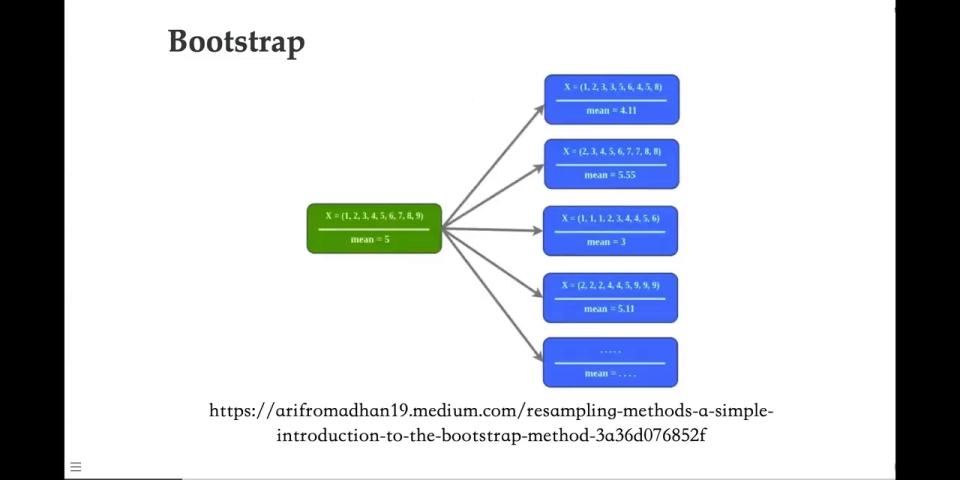 Bootstrap
X = (1, 2, 3, 3, 5, 6, 4, 5, 8)
mean = 4.11
X = (2, 3, 4, 5, 6, 7, 7, 8, 8)
mean = 5.55
X = (1, 2, 3, 4, 5, 6, 7, 8, 9)
mean = 5
X = (1, 1, 1, 2, 3, 4, 4, 5, 6)
mean = 3
X = (2, 2, 2, 4, 4, 5, 9, 9, 9)
mean = 5.11
. . . . .
mean = . . . .
https://arifromadhan19.medium.com/resampling-methods-a-simple-
introduction-to-the-bootstrap-method-3a36d076852f